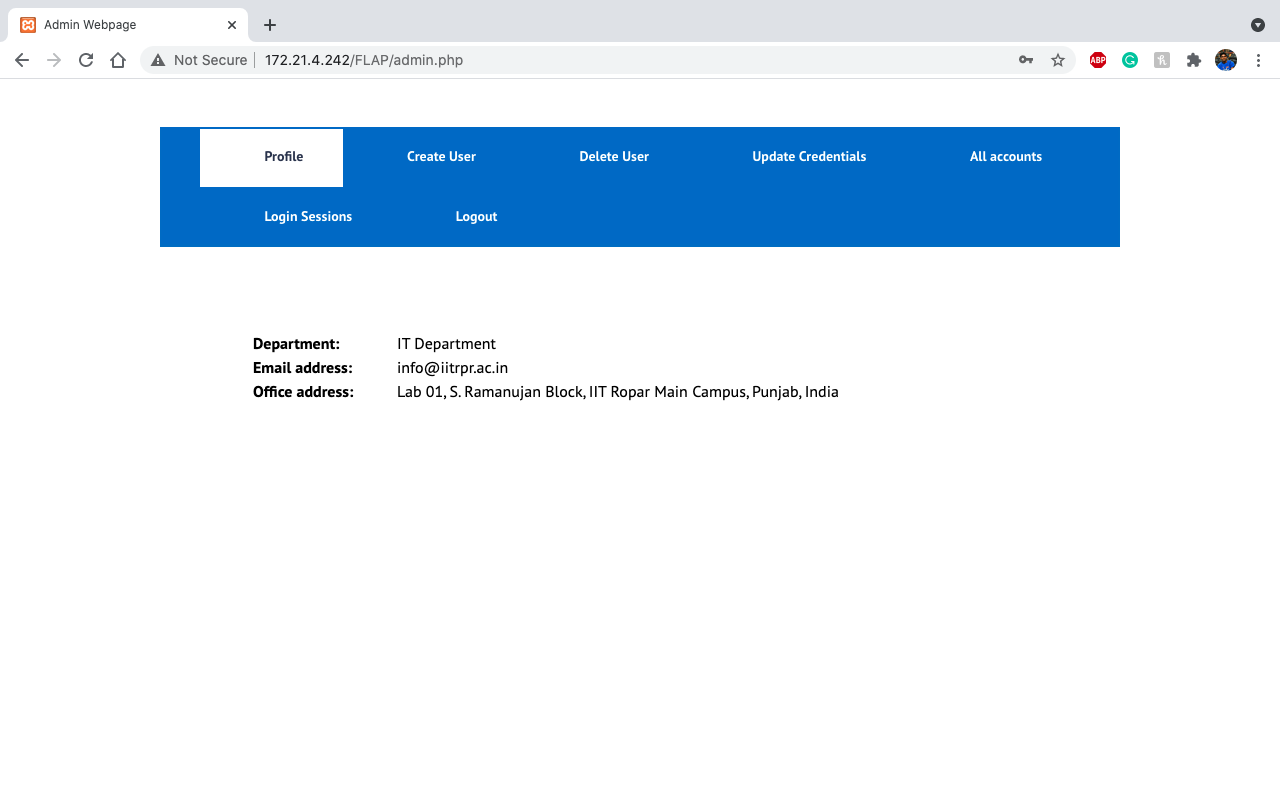 Admin Webpage
Not Secure 172.21.4.242/FLAP/admin.php
ABP
Profile Create User Delete User Update Credentials All accounts
Login Sessions Logout
Department: IT Department
Email address: info@iitrpr.ac.in
Office address: Lab 01, S. Ramanujan Block, IIT Ropar Main Campus, Punjab, India